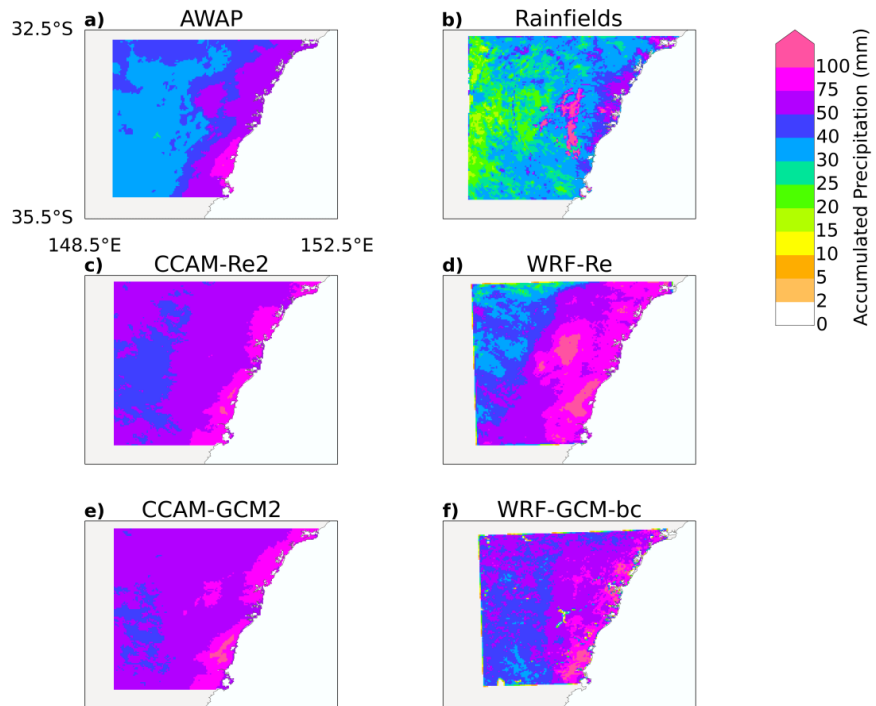 a) AWAP
b) Rainfields
32.5°S
35.5°S
148.5°E
152.5°E
c) CCAM-Re2
d) WRF-Re
e) CCAM-GCM2
f) WRF-GCM-bc
100
75
50
40
30
25
20
15
10
5
2
0
Accumulated Precipitation (mm)